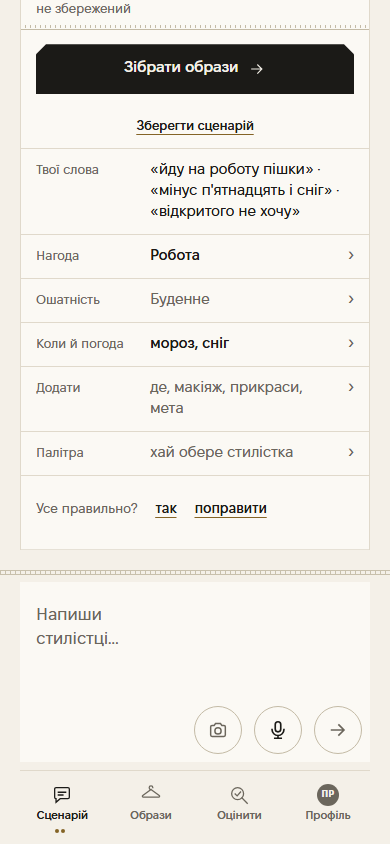 не збережений
Зібрати образи →
Зберегти сценарій
Твої слова
«йду на роботу пішки» ·
«мінус п'ятнадцять і сніг» ·
«відкритого не хочу»
Нагода
Робота
Ошатність
Буденне
Коли й погода
мороз, сніг
Додати
де, макіяж, прикраси,
мета
Палітра
хай обере стилістка
Усе правильно? так поправити
Напиши
стилістці...
ПР
Сценарій Образи Оцінити Профіль